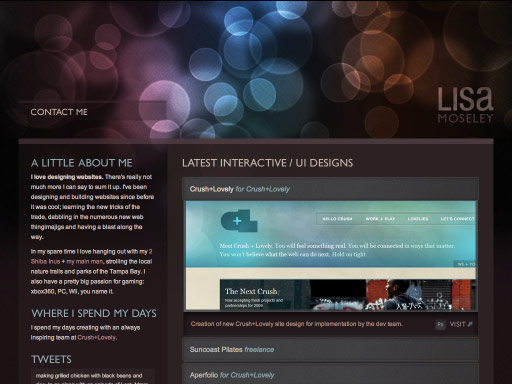 CONTACT ME
LISA
MOSELEY
A LITTLE ABOUT ME
I love designing websites. There's really not
much more I can say to sum it up. I've been
designing and building websites since before
it was cool; learning the new tricks of the
trade, dabbling in the numerous new web
thingimajigs and having a blast along the
way.
In my spare time I love hanging out with my 2
Shiba Inus + my main man, strolling the local
nature trails and parks of the Tampa Bay. I
also have a pretty big passion for gaming:
xbox360, PC, Wii, you name it.
WHERE I SPEND MY DAYS
I spend my days creating with an always
inspiring team at Crush+Lovely.
TWEETS
making grilled chicken with black beans and
LATEST INTERACTIVE / UI DESIGNS
Crush+Lovely for Crush+Lovely
HELLO CRUSH WORK & PLAY LOVELIES LET'S CONNECT
Meet Crush + Lovely. You will feel something real. You will be connected in ways that matter.
You won't believe what the web can do next. Hold on tight.
The Next Crush
Now accepting fresh projects and
partnerships for 2009.
Creation of new Crush+Lovely site design for implementation by the dev team.
VISIT
Suncoast Pilates freelance
Aperfolio for Crush+Lovely